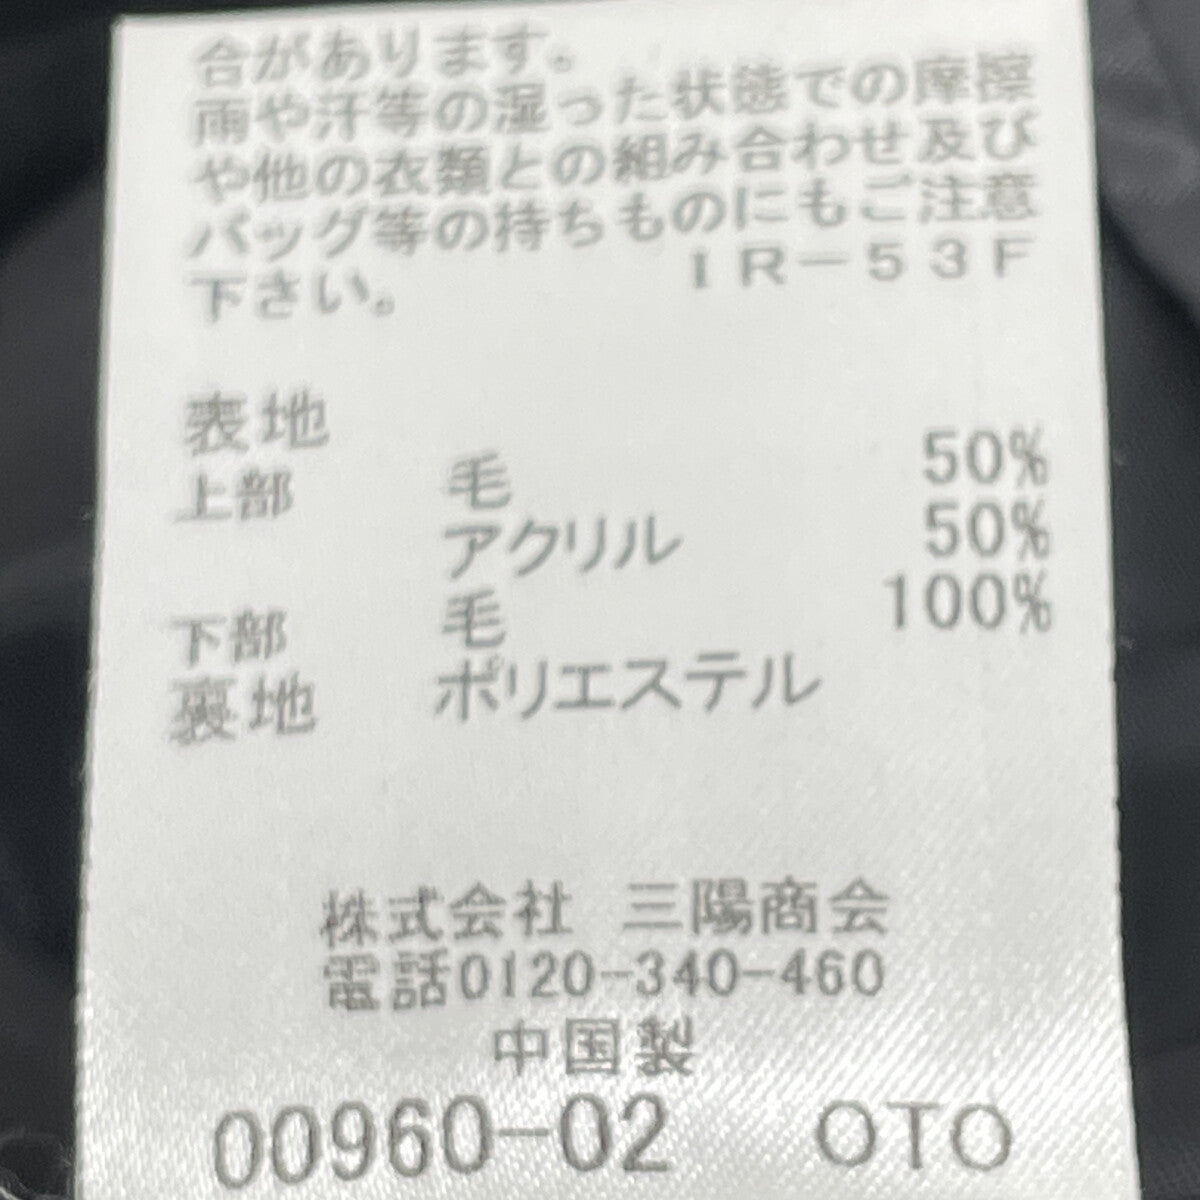 合があります。
雨や汗等の湿った状態での摩擦
や他の衣類との組み合わせ及び
バッグ等の持ちものにもご注意
下さい。 IR-53F
表地
上部 毛 50%
アクリル 50%
下部 毛 100%
裏地 ポリエステル
株式会社 三陽商会
電話0120-340-460
中国製
00960-02 OTO